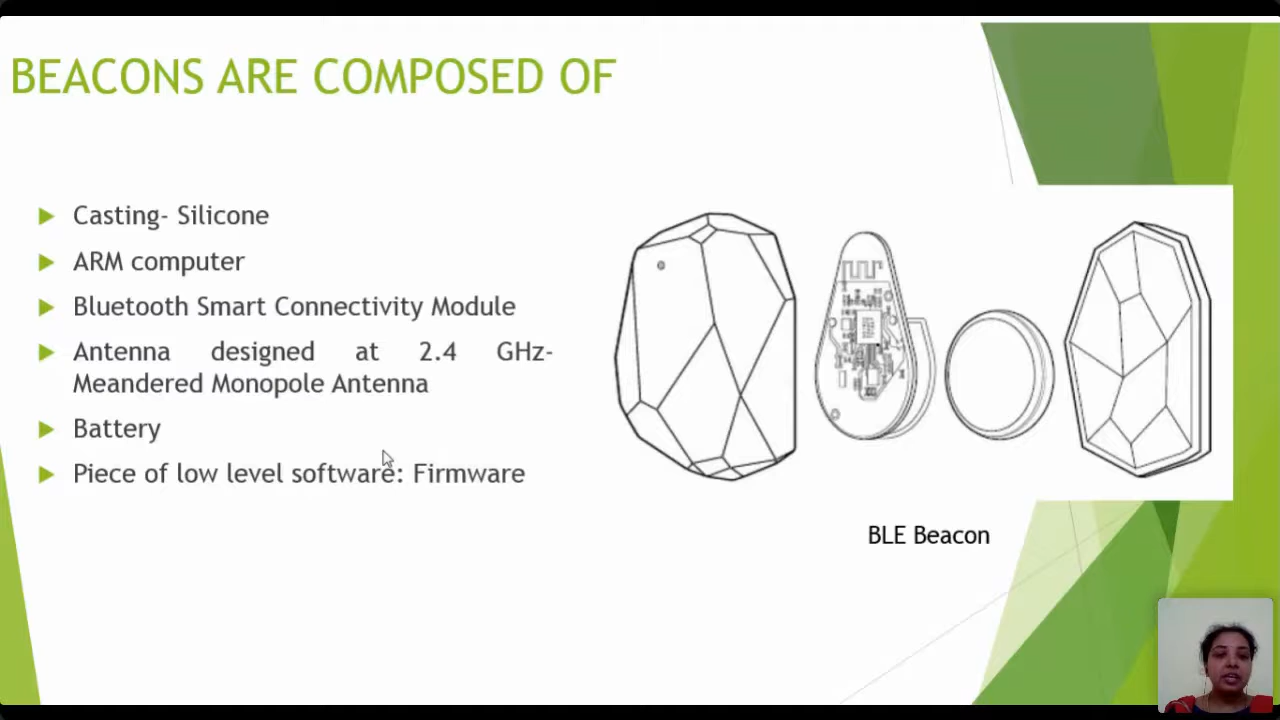 BEACONS ARE COMPOSED OF
Casting- Silicone
ARM computer
Bluetooth Smart Connectivity Module
Antenna designed at 2.4 GHz-
Meandered Monopole Antenna
Battery
Piece of low level software: Firmware
BLE Beacon